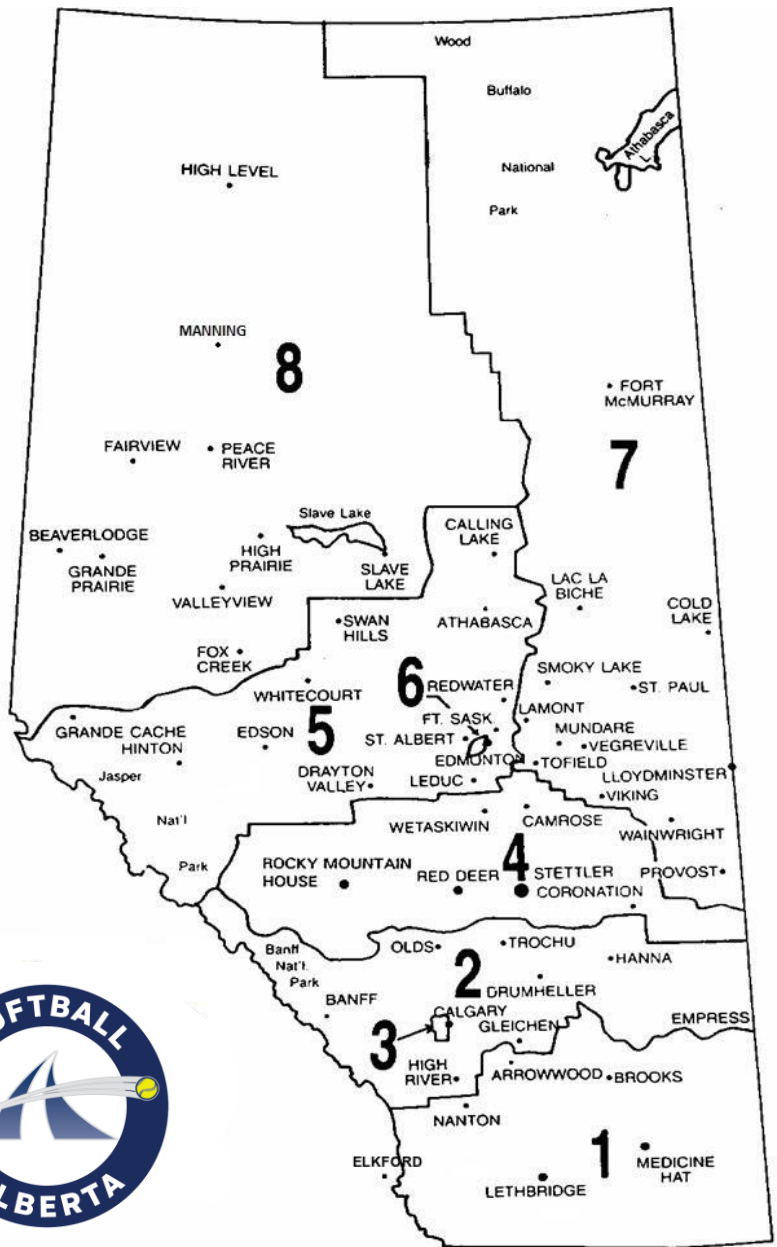 Wood
Buffalo
Athabasca
L.
National
HIGH LEVEL
Park
MANNING
8
FORT
McMURRAY
FAIRVIEW
PEACE
RIVER
7
Slave Lake
BEAVERLODGE
CALLING
LAKE
HIGH
PRAIRIE
GRANDE
PRAIRIE
SLAVE
LAKE
LAC LA
BICHE
VALLEYVIEW
COLD
LAKE
SWAN
HILLS
ATHABASCA
FOX
CREEK
SMOKY LAKE
6
REDWATER
ST. PAUL
WHITECOURT
LAMONT
GRANDE CACHE
EDSON
5
FT. SASK
ST. ALBERT
MUNDARE
HINTON
VEGREVILLE
EDMONTON
TOFIELD
Jasper
DRAYTON
VALLEY
LEDUC
LLOYDMINSTER
VIKING
Nat'l
WETASKIWIN
CAMROSE
WAINWRIGHT
Park
4
ROCKY MOUNTAIN
HOUSE
RED DEER
STETTLER
PROVOST
CORONATION
Banff
Nat'l.
Park
OLDS
TROCHU
HANNA
2
DRUMHELLER
BANFF
CALGARY
EMPRESS
3
GLEICHEN
HIGH
RIVER
ARROWWOOD
BROOKS
NANTON
1
ELKFORD
MEDICINE
HAT
LETHBRIDGE
OFTBALL
LBERTA